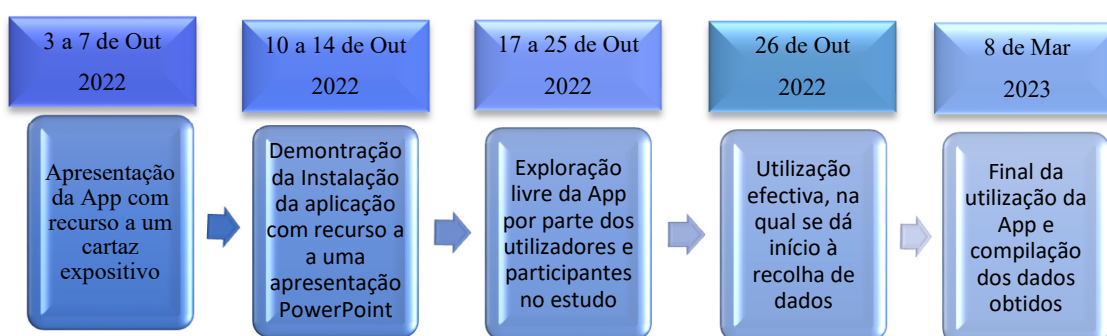 3 a 7 de Out
2022
10 a 14 de Out
2022
17 a 25 de Out
2022
26 de Out
2022
8 de Mar
2023
Apresentação
da App com
recurso a um
cartaz
expositivo
Demontração
da Instalação
da aplicação
com recurso a
a uma
apresentação
PowerPoint
Exploração
livre da App
por parte dos
utilizadores e
participantes
no estudo
Utilização
efectiva, na
qual se dá
início à
recolha de
dados
Final da
utilização da
App e
compilação
dos dados
obtidos